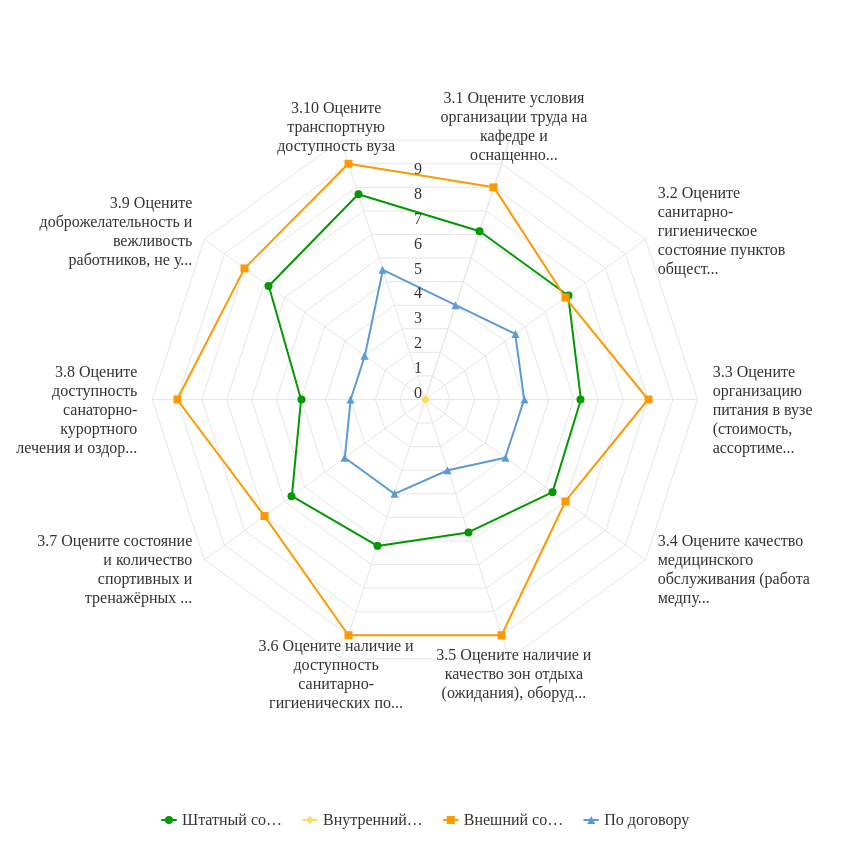 3.10 Оцените
транспортную
доступность вуза
3.1 Оцените условия
организации труда на
кафедре и
оснащенно...
3.2 Оцените
санитарно-
гигиеническое
состояние пунктов
общест...
3.9 Оцените
доброжелательность и
вежливость
работников, не у...
9
8
7
6
5
4
3
2
1
0
3.8 Оцените
доступность
санаторно-
курортного
лечения и оздор...
3.3 Оцените
организацию
питания в вузе
(стоимость,
ассортиме...
3.7 Оцените состояние
и количество
спортивных и
тренажёрных ...
3.4 Оцените качество
медицинского
обслуживания (работа
медпу...
3.6 Оцените наличие и
доступность
санитарно-
гигиенических по...
3.5 Оцените наличие и
качество зон отдыха
(ожидания), оборуд...
Штатный со… Внутренний… Внешний со… По договору